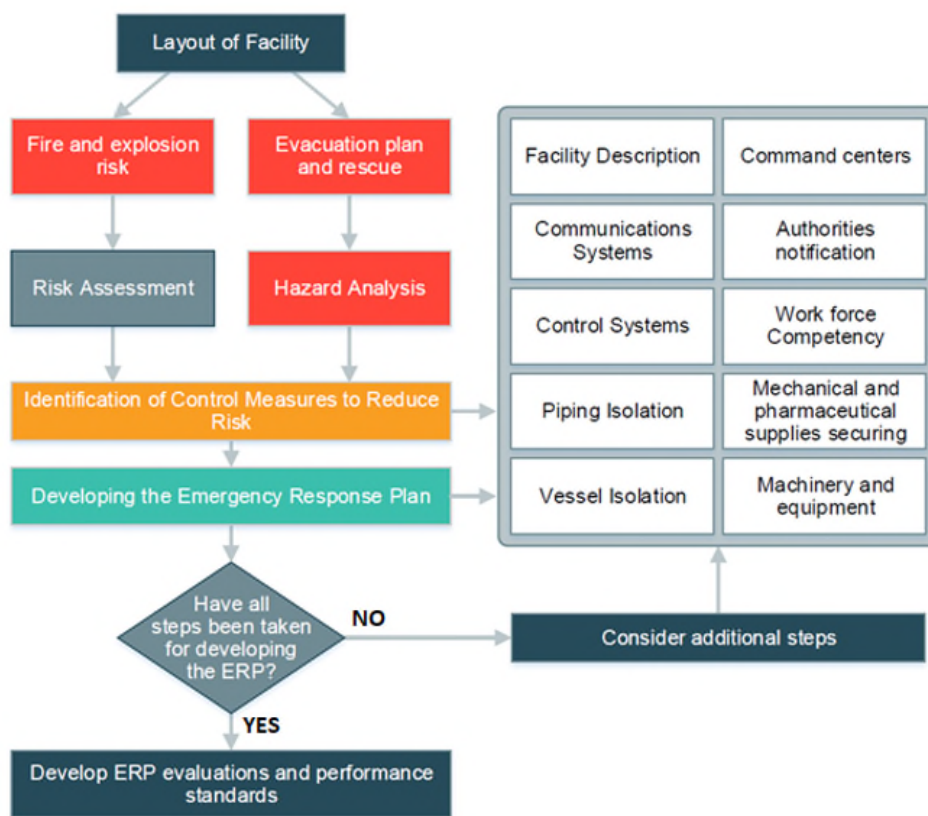 Layout of Facility
Fire and explosion
risk
Evacuation plan
and rescue
Risk Assessment
Hazard Analysis
Identification of Control Measures to Reduce
Risk
Developing the Emergency Response Plan
Have all
steps been taken
for developing
the ERP?
NO
YES
Develop ERP evaluations and performance
standards
Facility Description
Command centers
Communications
Systems
Authorities
notification
Control Systems
Work force
Competency
Piping Isolation
Mechanical and
pharmaceutical
supplies securing
Vessel Isolation
Machinery and
equipment
Consider additional steps